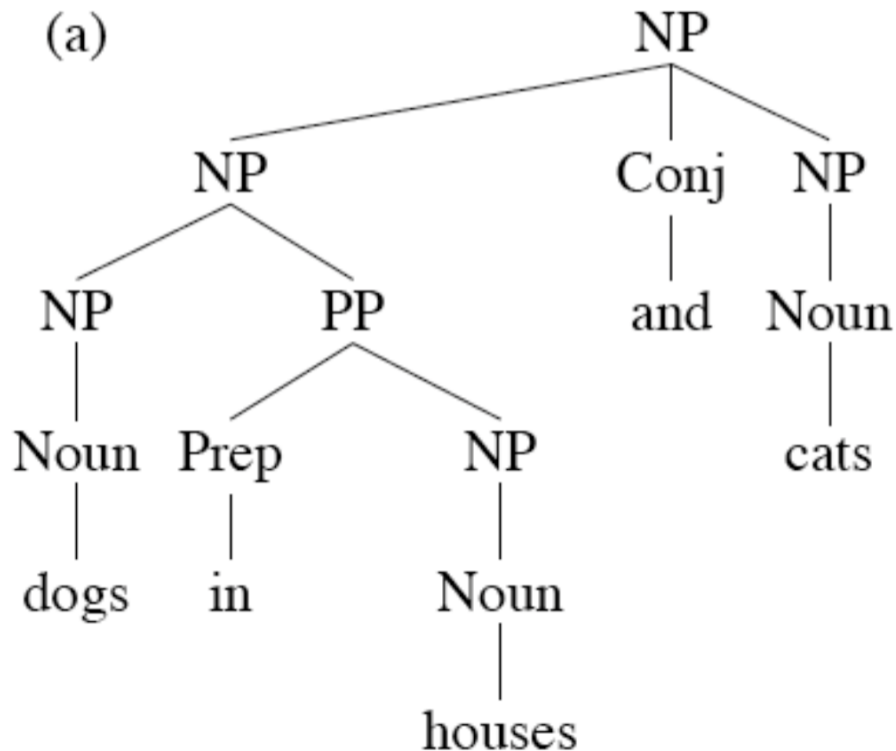 (a) NP
NP Conj NP
NP PP and Noun
Noun Prep NP cats
dogs in Noun
houses